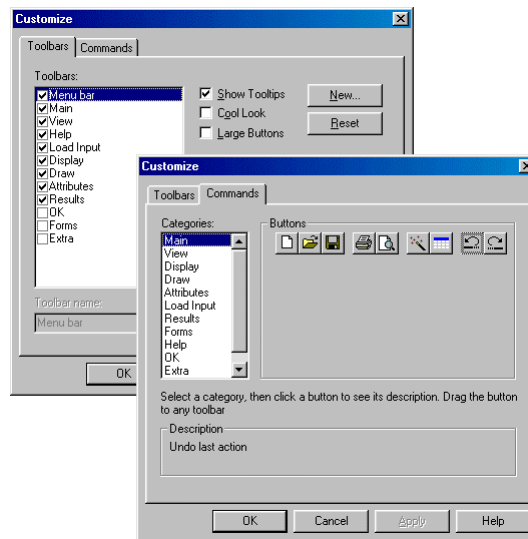 Customize
Toolbars Commands
Toolbars:
Menu bar
Main
View
Help
Load Input
Display
Draw
Attributes
Results
OK
Forms
Extra
Show Tooltips
Cool Look
Large Buttons
New...
Reset
Toolbar name:
Menu bar
OK
Customize
Toolbars Commands
Categories:
Main
View
Display
Draw
Attributes
Load Input
Results
Forms
Help
OK
Extra
Buttons
Select a category, then click a button to see its description. Drag the button
to any toolbar
Description
Undo last action
OK Cancel Apply Help